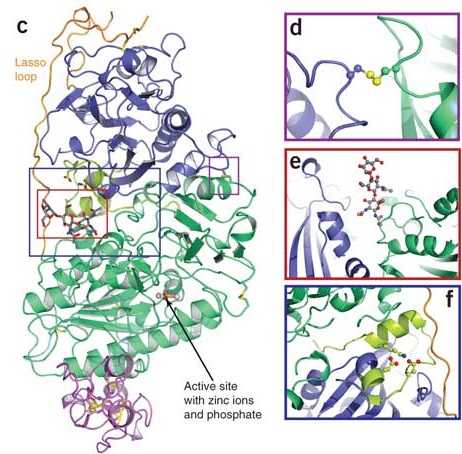 c
Lasso
loop
Active site
with zinc ions
and phosphate
d
e
f